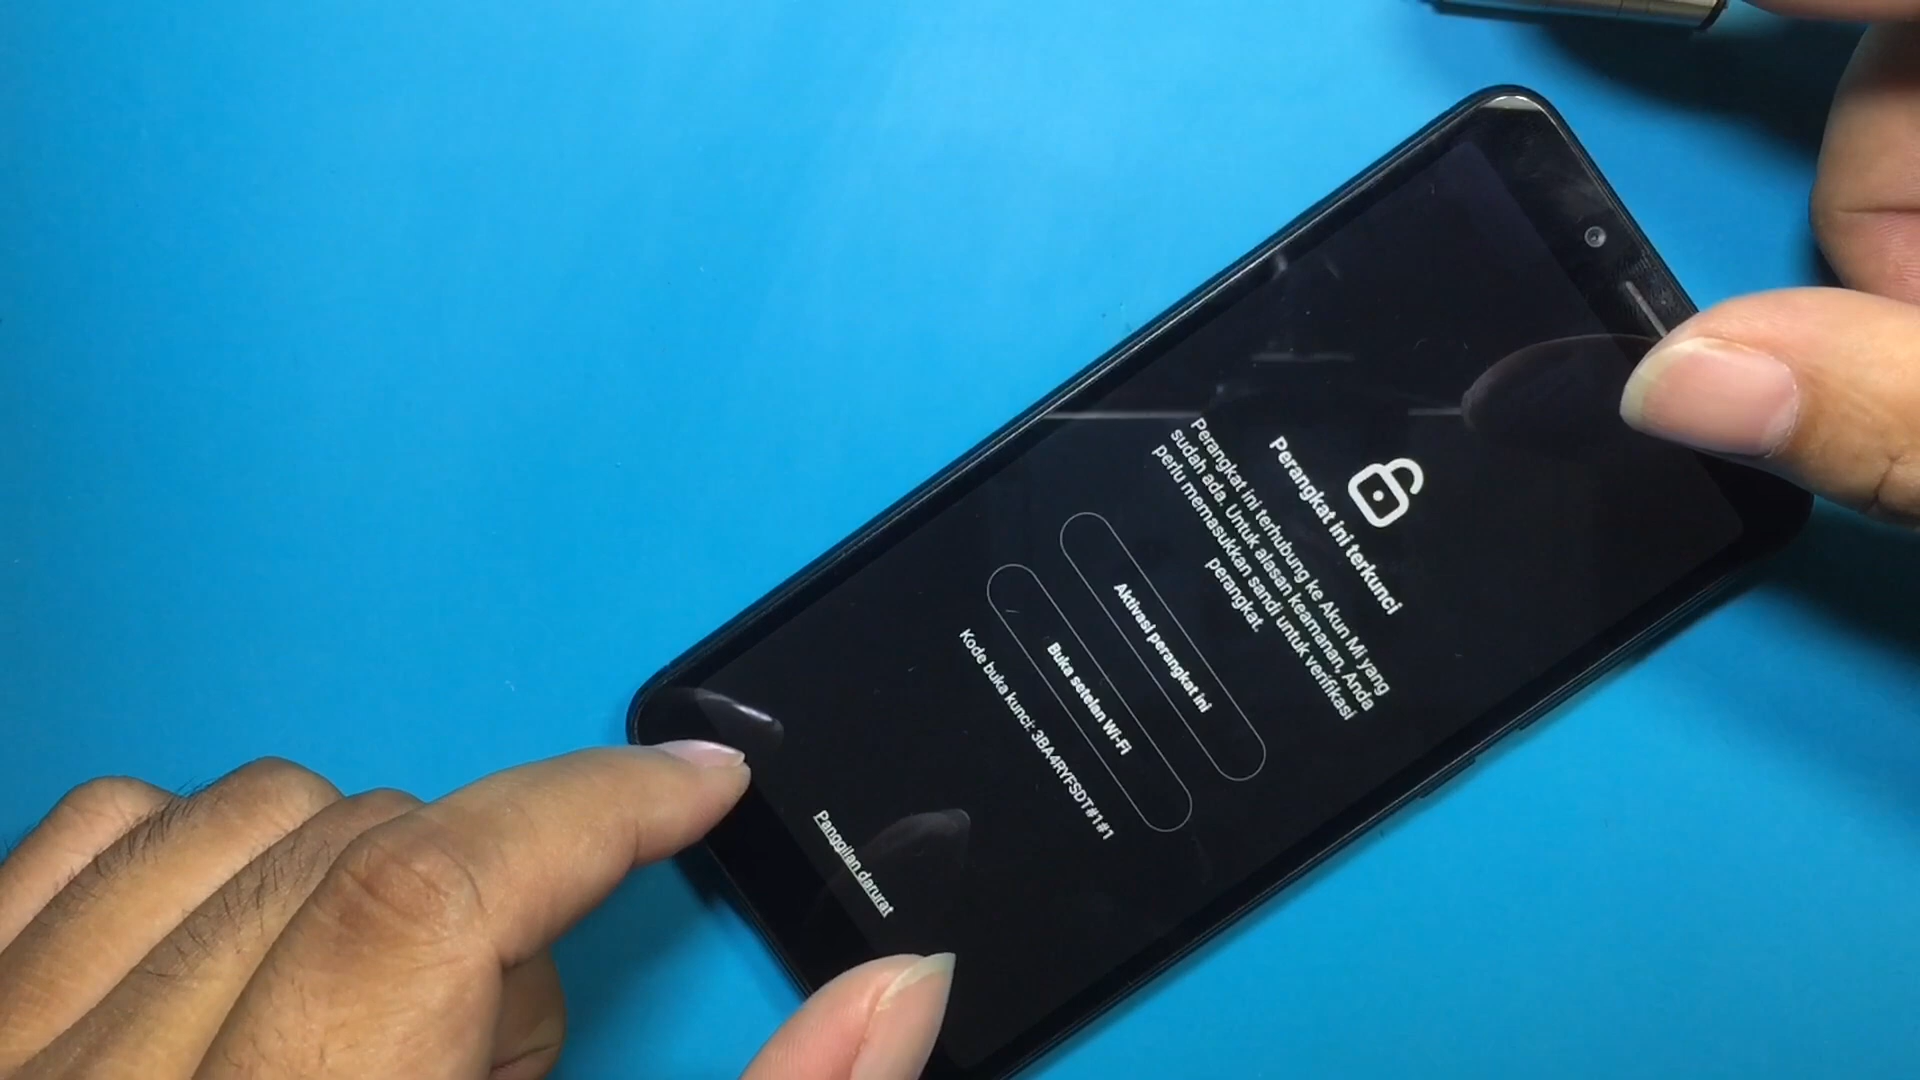 Perangkat ini terkunci
Perangkat ini terhubung ke Akun Mi yang
sudah ada. Untuk alasan keamanan, Anda
perlu memasukkan sandi untuk verifikasi
perangkat.
Aktivasi perangkat ini
Buka setelan Wi-Fi
Kode buka kunci: 3BA4RYFSDT#1#1
Panggilan darurat